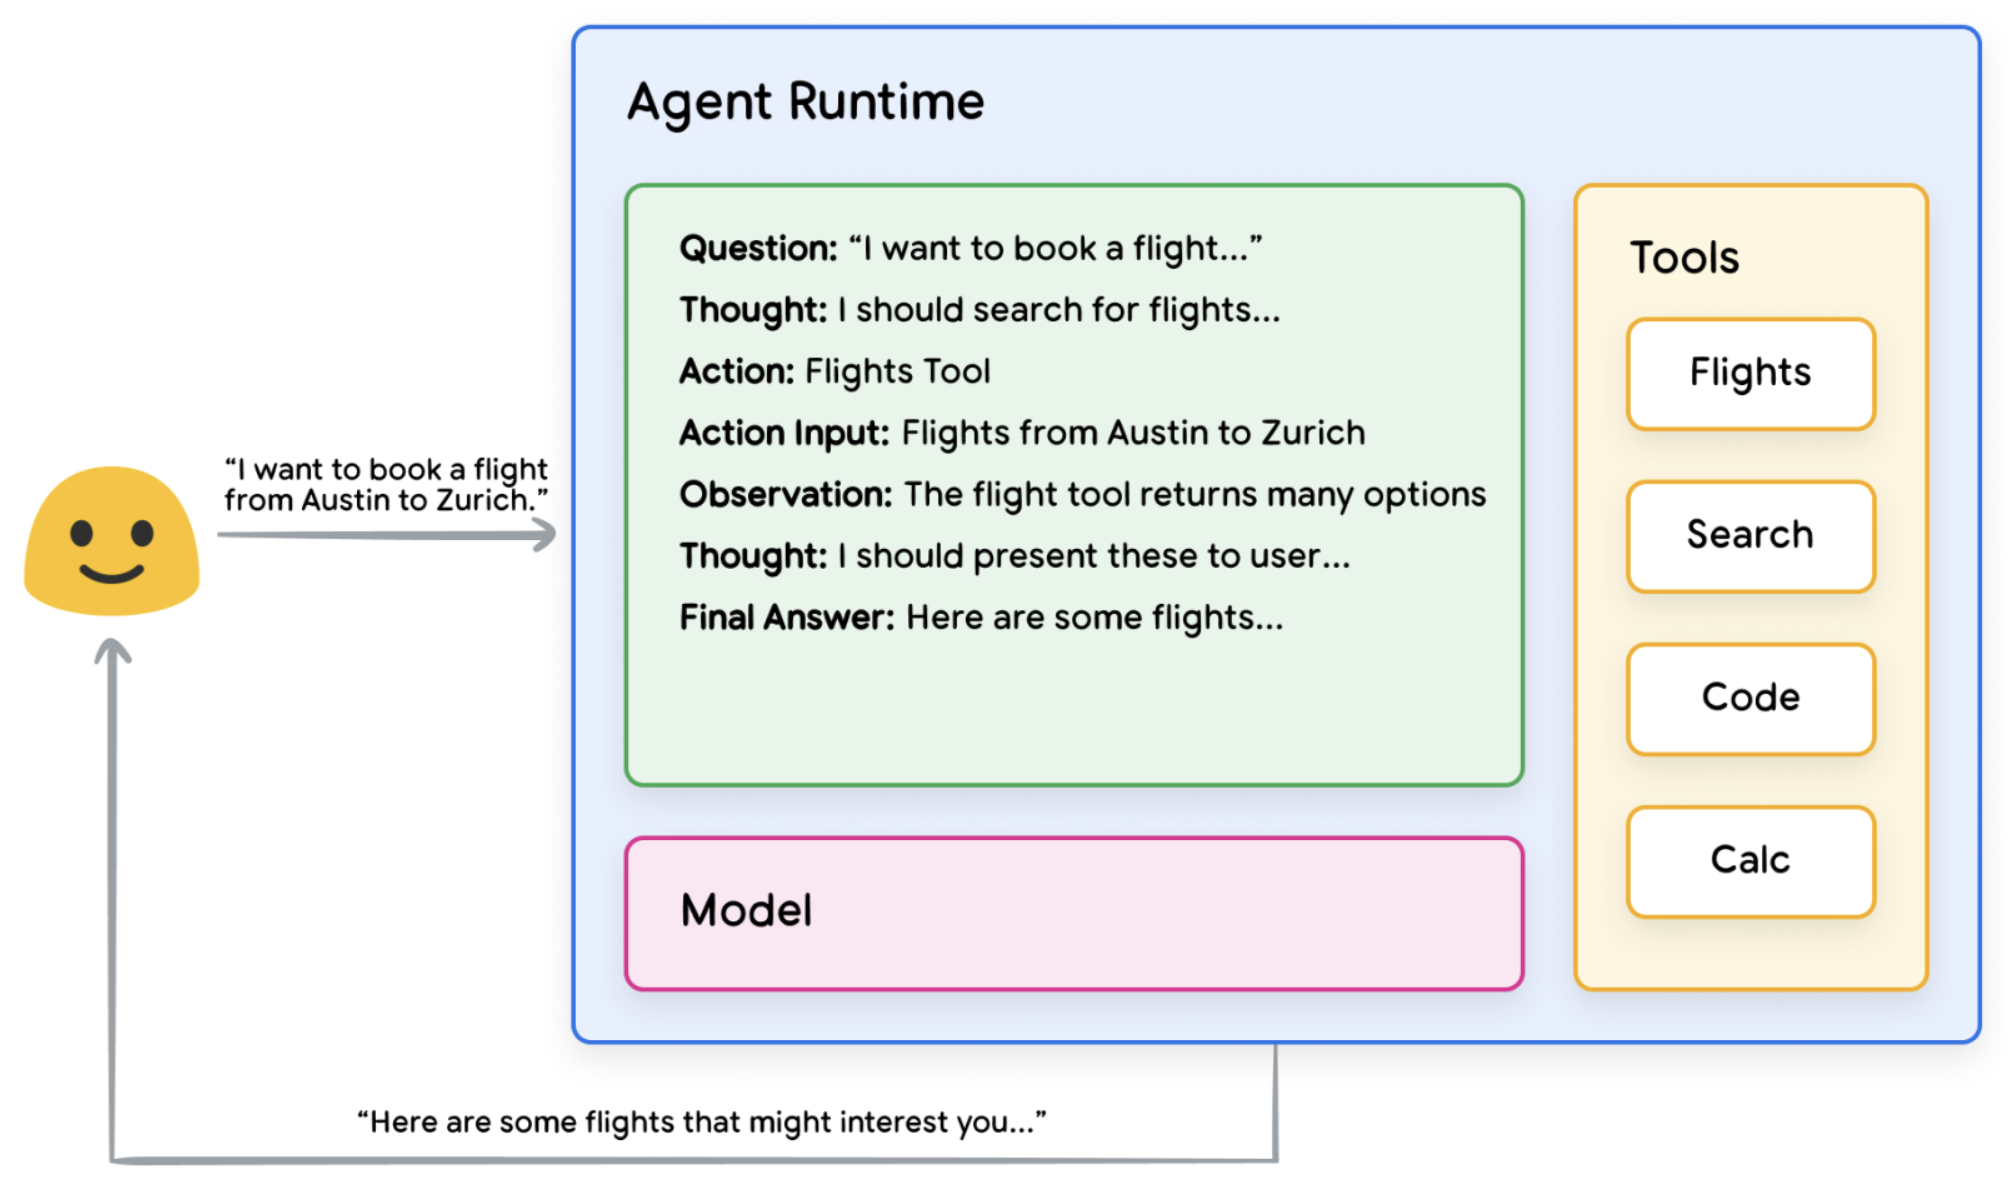 Agent Runtime
Question: “I want to book a flight...”
Thought: I should search for flights...
Action: Flights Tool
Action Input: Flights from Austin to Zurich
Observation: The flight tool returns many options
Thought: I should present these to user...
Final Answer: Here are some flights...
Model
Tools
Flights
Search
Code
Calc
“I want to book a flight
from Austin to Zurich.”
“Here are some flights that might interest you...”